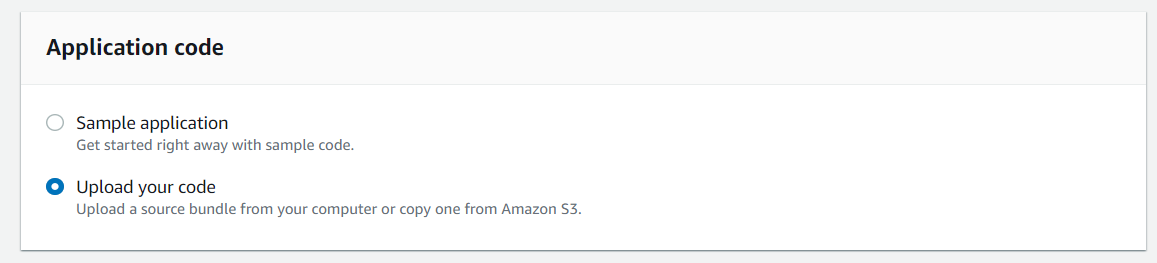 Application code
Sample application
Get started right away with sample code.
Upload your code
Upload a source bundle from your computer or copy one from Amazon S3.